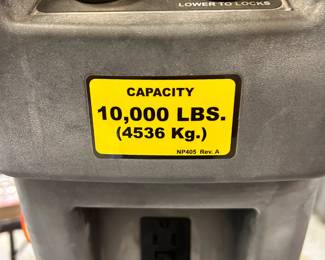 LOWER TO LOCKS
CAPACITY
10,000 LBS.
(4536 Kg.)
NP405 Rev. A